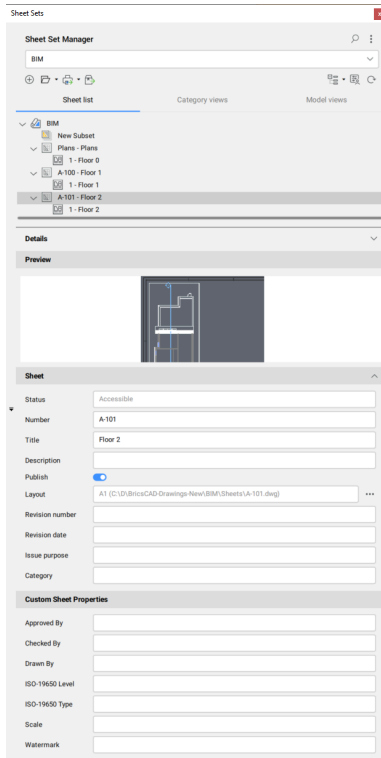 Sheet Sets
Sheet Set Manager
BIM
Sheet list Category views Model views
BIM
New Subset
Plans - Plans
1 - Floor 0
A-100 - Floor 1
1 - Floor 1
A-101 - Floor 2
1 - Floor 2
Details
Preview
Sheet
Status Accessible
Number A-101
Title Floor 2
Description
Publish
Layout A1 (C:\D\BricsCAD-Drawings-New\BIM\Sheets\A-101.dwg)
Revision number
Revision date
Issue purpose
Category
Custom Sheet Properties
Approved By
Checked By
Drawn By
ISO-19650 Level
ISO-19650 Type
Scale
Watermark